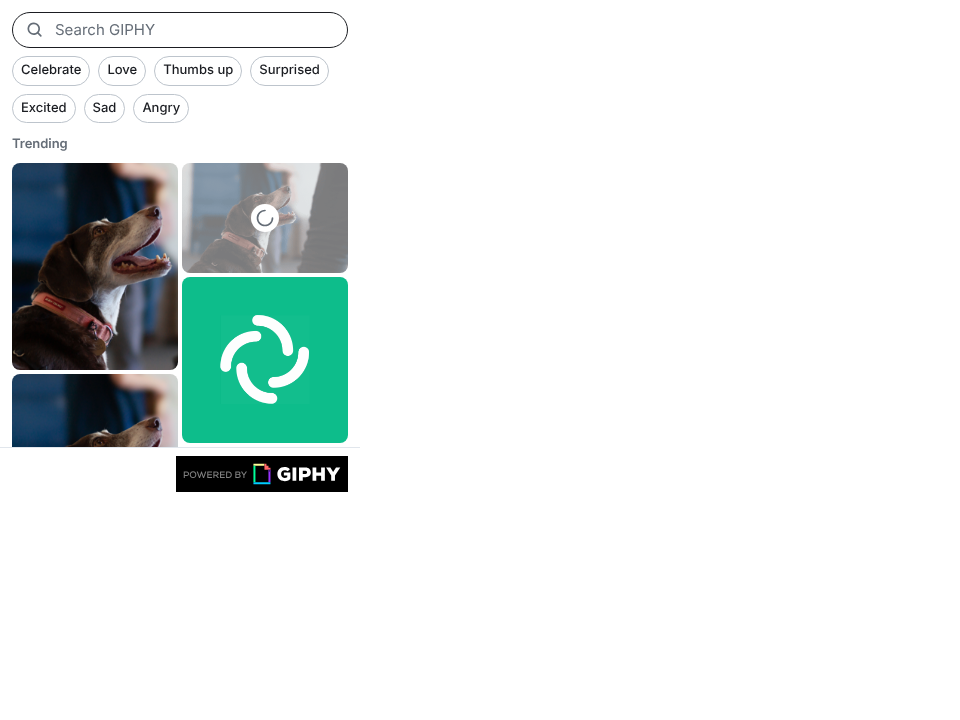 Search GIPHY
Celebrate Love Thumbs up Surprised
Excited Sad Angry
Trending
POWERED BY GIPHY